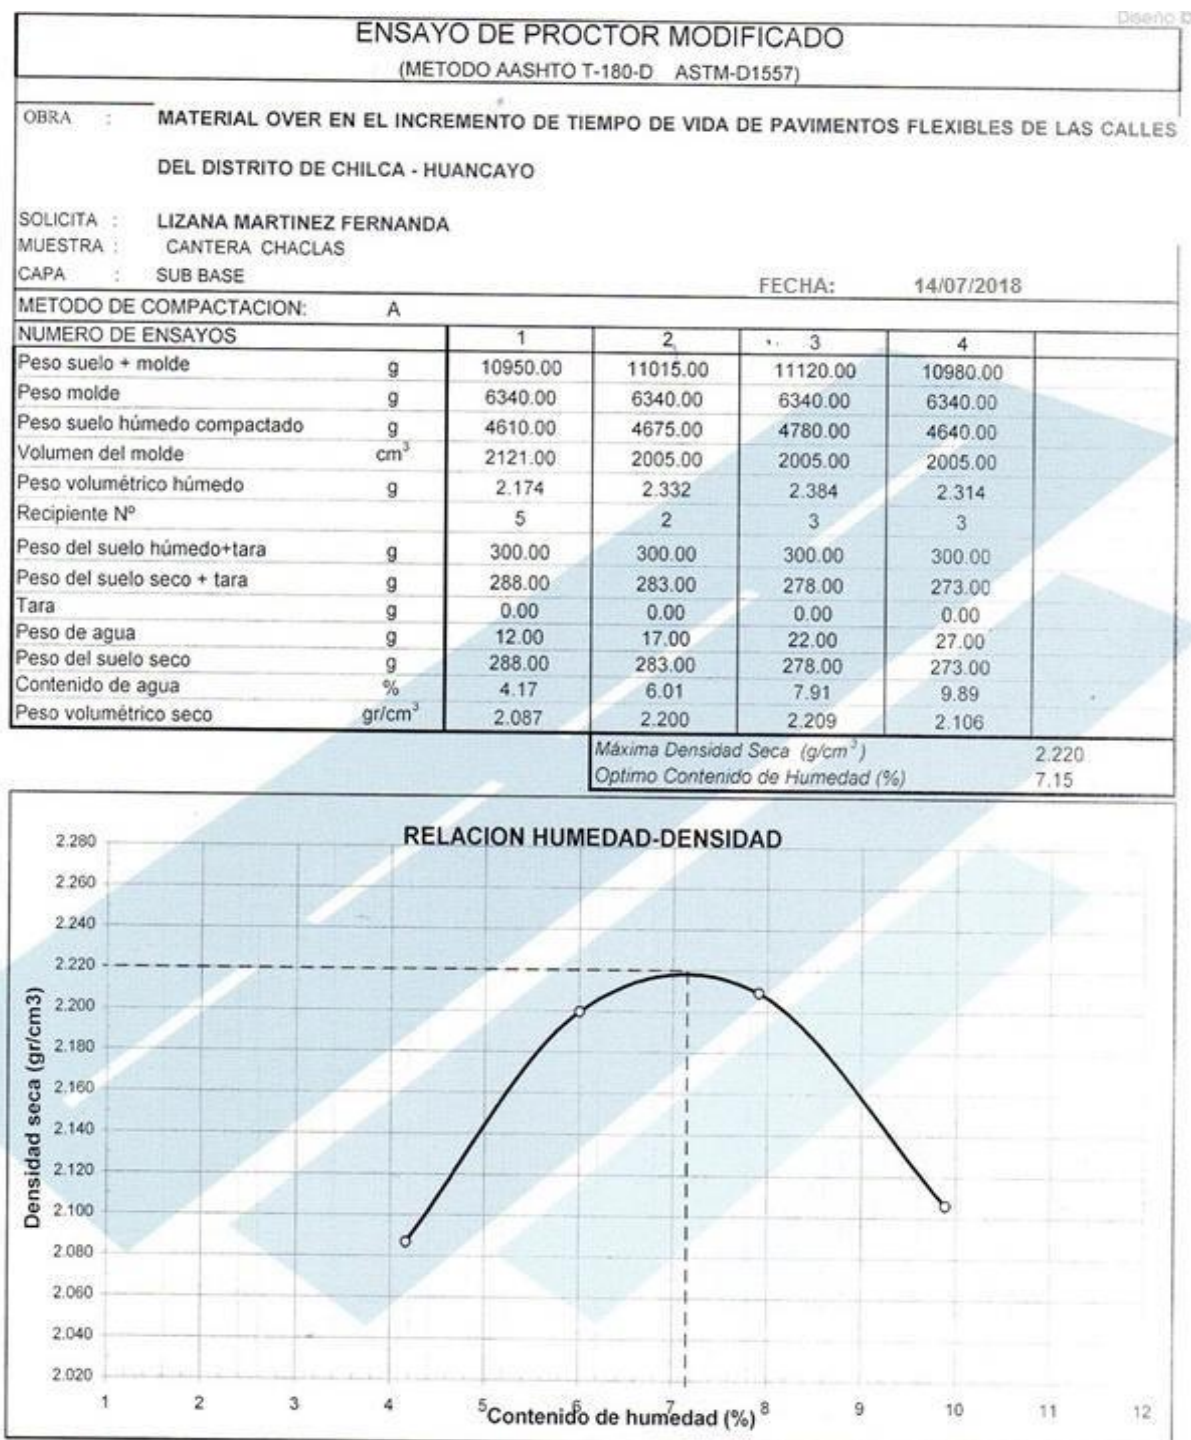 Diseño
ENSAYO DE PROCTOR MODIFICADO
(METODO AASHTO T-180-D ASTM-D1557)
OBRA : MATERIAL OVER EN EL INCREMENTO DE TIEMPO DE VIDA DE PAVIMENTOS FLEXIBLES DE LAS CALLES
DEL DISTRITO DE CHILCA - HUANCAYO
SOLICITA : LIZANA MARTINEZ FERNANDA
MUESTRA : CANTERA CHACLAS
CAPA : SUB BASE FECHA: 14/07/2018
METODO DE COMPACTACION: A
NUMERO DE ENSAYOS 1 2 3 4
Peso suelo + molde g 10950.00 11015.00 11120.00 10980.00
Peso molde g 6340.00 6340.00 6340.00 6340.00
Peso suelo húmedo compactado g 4610.00 4675.00 4780.00 4640.00
Volumen del molde cm³ 2121.00 2005.00 2005.00 2005.00
Peso volumétrico húmedo g 2.174 2.332 2.384 2.314
Recipiente Nº 5 2 3 3
Peso del suelo húmedo+tara g 300.00 300.00 300.00 300.00
Peso del suelo seco + tara g 288.00 283.00 278.00 273.00
Tara g 0.00 0.00 0.00 0.00
Peso de agua g 12.00 17.00 22.00 27.00
Peso del suelo seco g 288.00 283.00 278.00 273.00
Contenido de agua % 4.17 6.01 7.91 9.89
Peso volumétrico seco gr/cm³ 2.087 2.200 2.209 2.106
Máxima Densidad Seca (g/cm³) 2.220
Optimo Contenido de Humedad (%) 7.15
RELACION HUMEDAD-DENSIDAD
Densidad seca (gr/cm3)
2.280
2.260
2.240
2.220
2.200
2.180
2.160
2.140
2.120
2.100
2.080
2.060
2.040
2.020
1 2 3 4 5 6 7 8 9 10 11 12
Contenido de humedad (%)